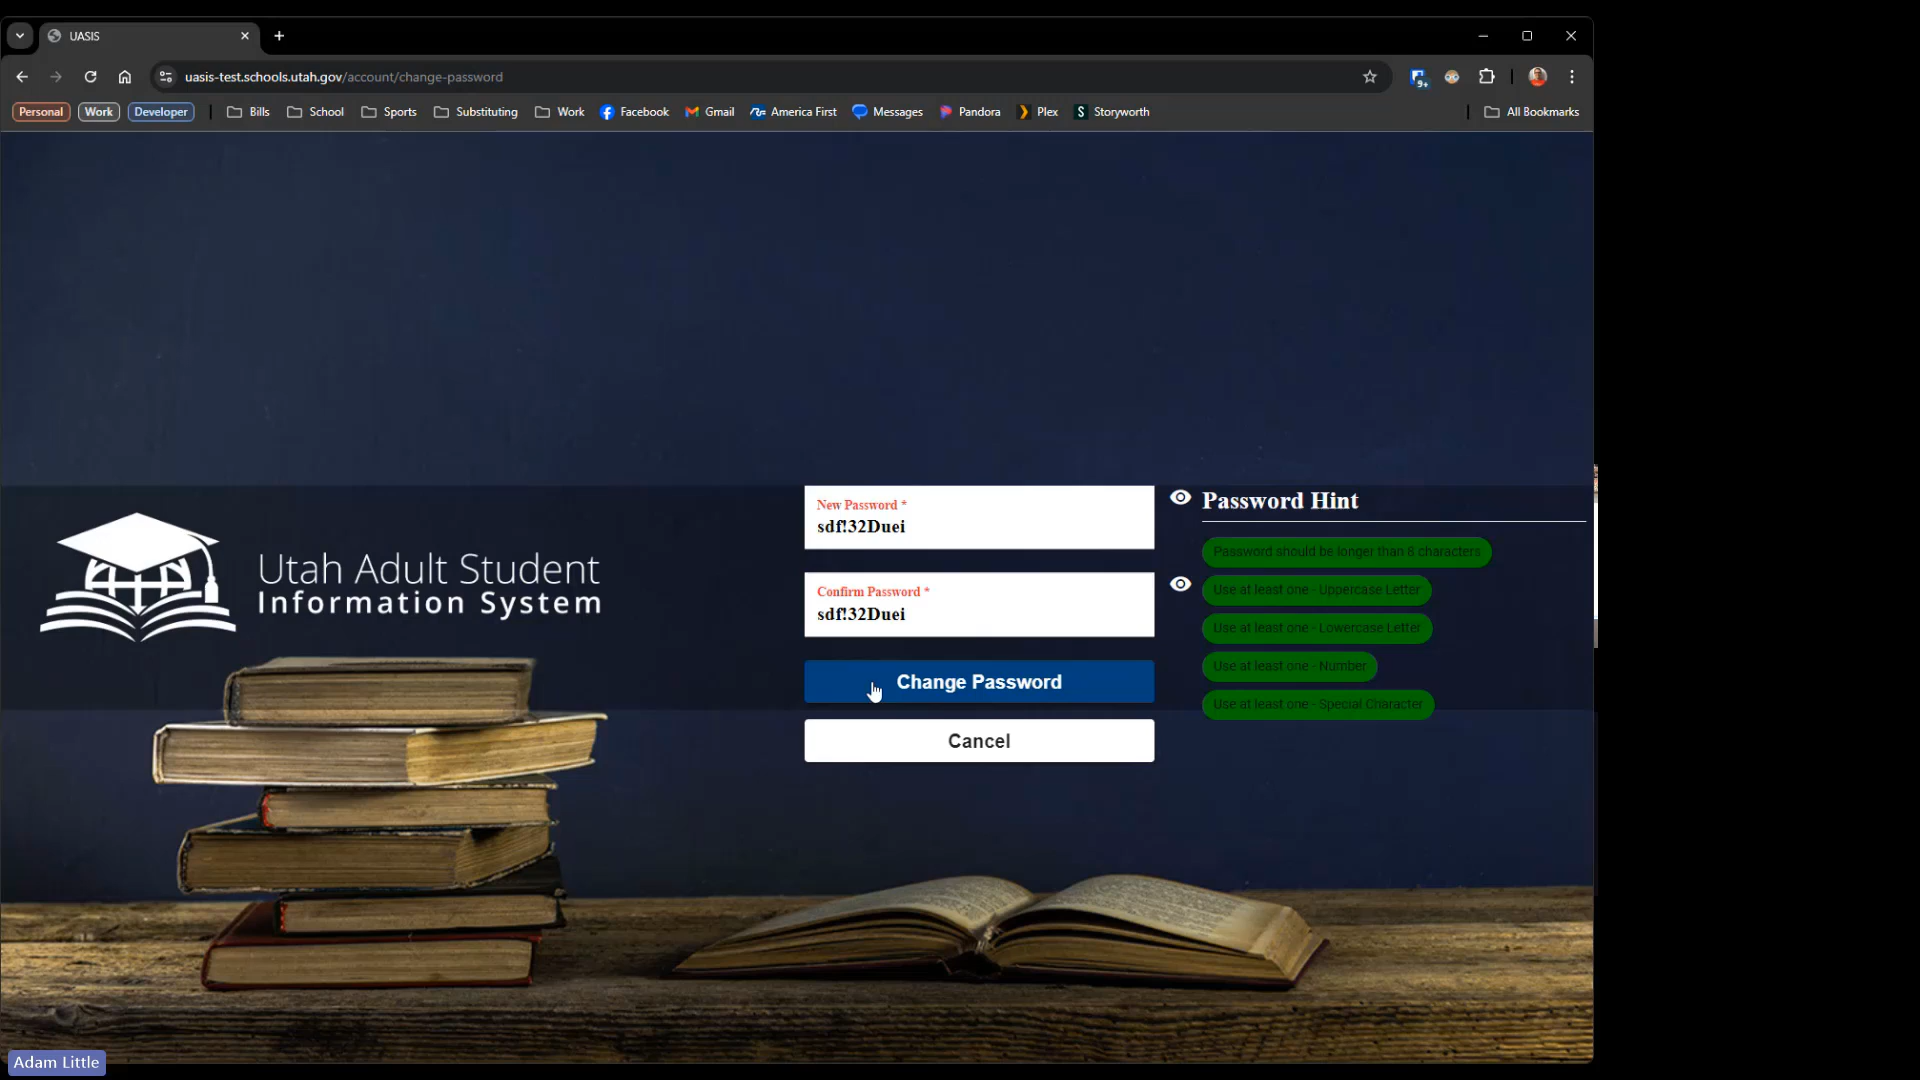 UASIS
uasis-test.schools.utah.gov/account/change-password
Personal Work Developer Bills School Sports Substituting Work Facebook Gmail America First Messages Pandora Plex Storyworth All Bookmarks
9+
New Password *
sdf!32Duei
Confirm Password *
sdf!32Duei
Change Password
Cancel
Password Hint
Password should be longer than 8 characters
Use at least one - Uppercase Letter
Use at least one - Lowercase Letter
Use at least one - Number
Use at least one - Special Character
Utah Adult Student
Information System
Adam Little